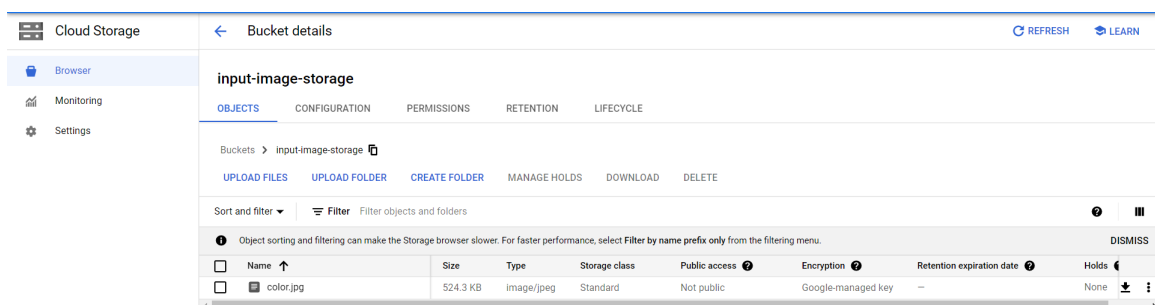 Cloud Storage
Bucket details
REFRESH
LEARN
Browser
Monitoring
Settings
input-image-storage
OBJECTS CONFIGURATION PERMISSIONS RETENTION LIFECYCLE
Buckets > input-image-storage
UPLOAD FILES UPLOAD FOLDER CREATE FOLDER MANAGE HOLDS DOWNLOAD DELETE
Sort and filter Filter Filter objects and folders
Object sorting and filtering can make the Storage browser slower. For faster performance, select Filter by name prefix only from the filtering menu. DISMISS
Name Size Type Storage class Public access Encryption Retention expiration date Holds
color.jpg 524.3 KB image/jpeg Standard Not public Google-managed key — None